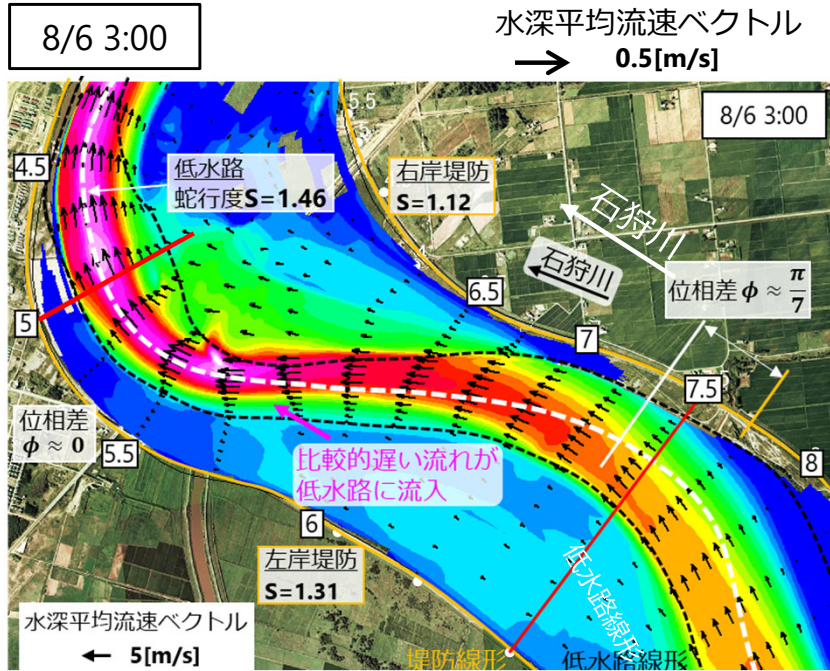 8/6 3:00
水深平均流速ベクトル
0.5[m/s]
8/6 3:00
5 5
4.5
低水路
蛇行度S=1.46
右岸堤防
S=1.12
石狩川
石狩川
位相差 ϕ ≈ π/7
6.5
5
7
7.5
位相差
ϕ ≈ 0
5.5
比較的遅い流れが
低水路に流入
8
6
左岸堤防
S=1.31
低水路線形
水深平均流速ベクトル
5[m/s]
堤防線形
低水路線形